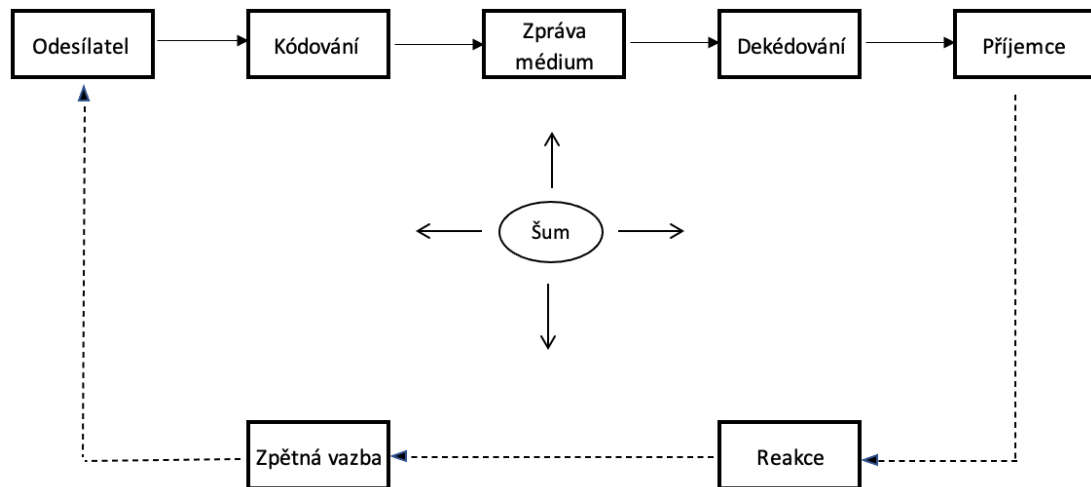 Odesílatel
Kódování
Zpráva
médium
Dekédování
Příjemce
Šum
Zpětná vazba
Reakce